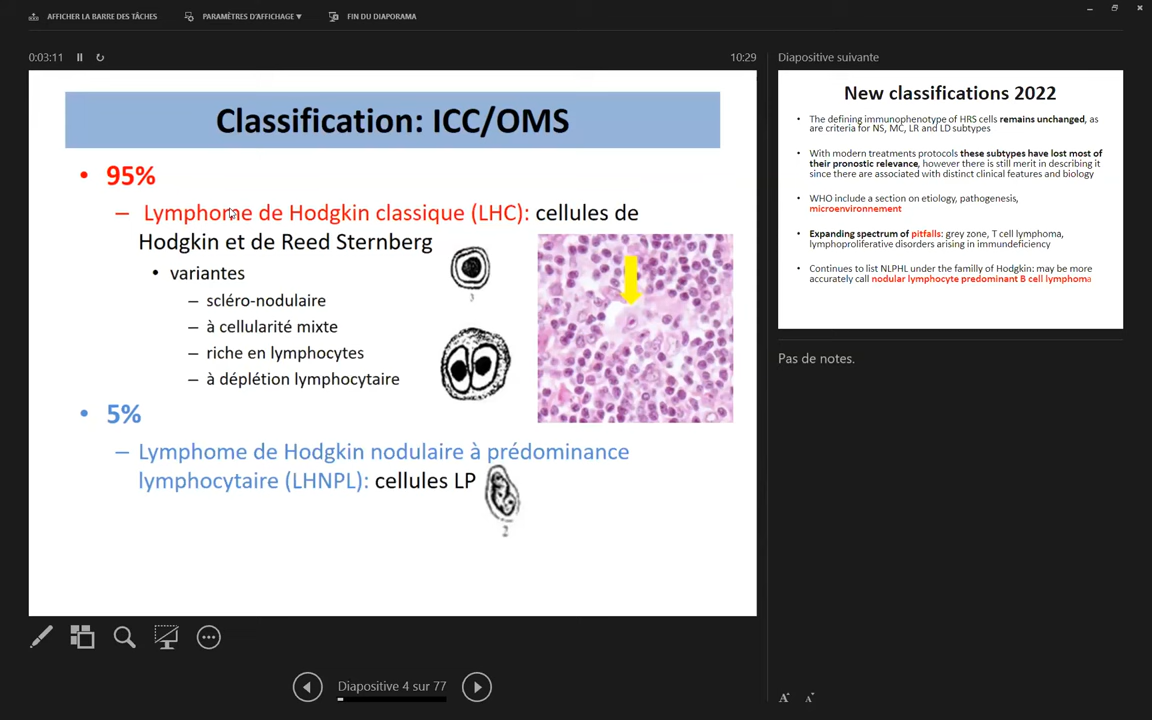 AFFICHER LA BARRE DES TÂCHES
PARAMÈTRES D'AFFICHAGE ▼
FIN DU DIAPORAMA
0:03:11
10:29
Classification: ICC/OMS
• 95%
– Lymphome de Hodgkin classique (LHC): cellules de
Hodgkin et de Reed Sternberg
• variantes
– scléro-nodulaire
– à cellularité mixte
– riche en lymphocytes
– à déplétion lymphocytaire
3
• 5%
– Lymphome de Hodgkin nodulaire à prédominance
lymphocytaire (LHNPL): cellules LP
2
Diapositive 4 sur 77
Diapositive suivante
New classifications 2022
• The defining immunophenotype of HRS cells remains unchanged, as
are criteria for NS, MC, LR and LD subtypes
• With modern treatments protocols these subtypes have lost most of
their pronostic relevance, however there is still merit in describing it
since there are associated with distinct clinical features and biology
• WHO include a section on etiology, pathogenesis,
microenvironnement
• Expanding spectrum of pitfalls: grey zone, T cell lymphoma,
lymphoproliferative disorders arising in immundeficiency
• Continues to list NLPHL under the familly of Hodgkin: may be more
accurately call nodular lymphocyte predominant B cell lymphoma
Pas de notes.
A A